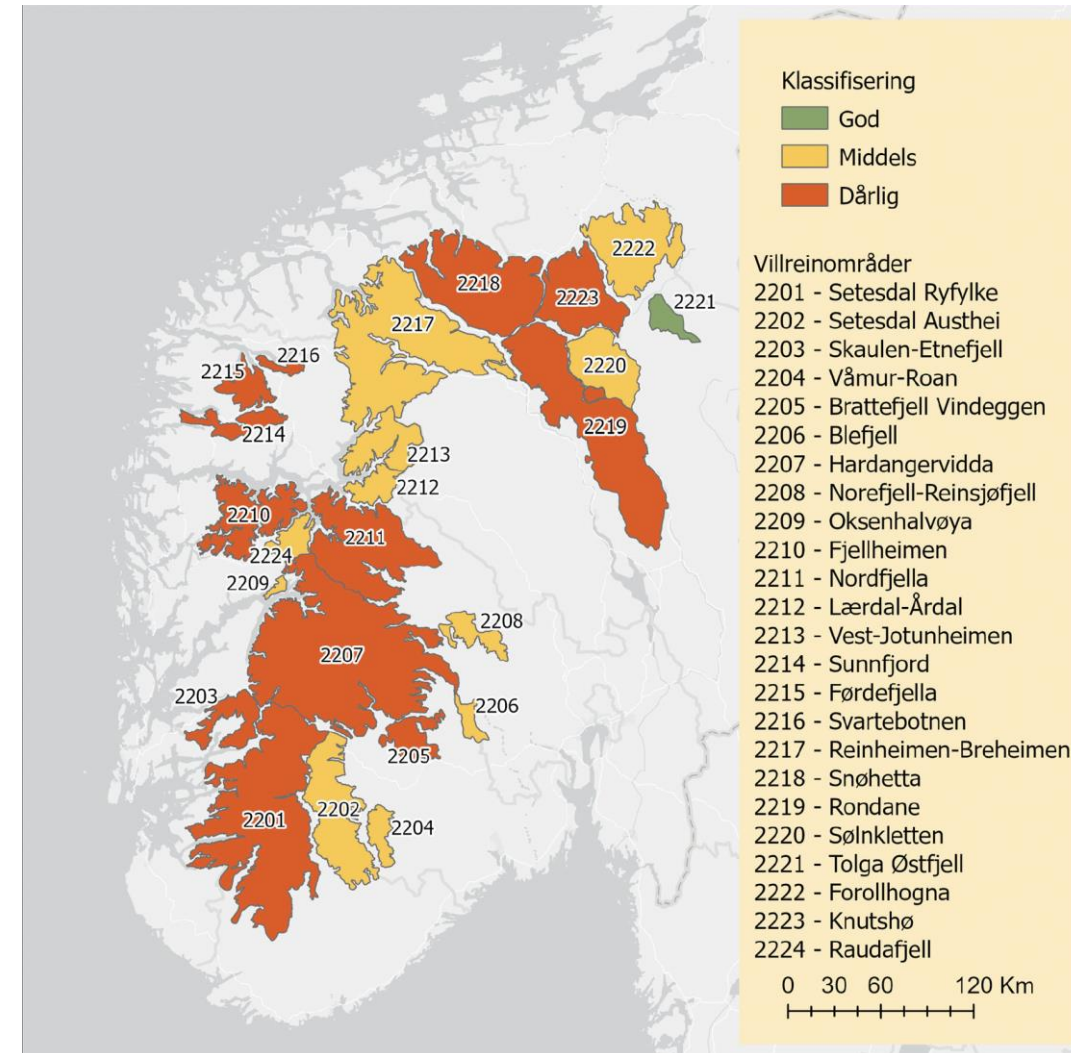 Klassifisering
God
Middels
Dårlig
Villreinområder
2201 - Setesdal Ryfylke
2202 - Setesdal Austhei
2203 - Skaulen-Etnefjell
2204 - Våmur-Roan
2205 - Brattefjell Vindeggen
2206 - Blefjell
2207 - Hardangervidda
2208 - Norefjell-Reinsjøfjell
2209 - Oksenhalvøya
2210 - Fjellheimen
2211 - Nordfjella
2212 - Lærdal-Årdal
2213 - Vest-Jotunheimen
2214 - Sunnfjord
2215 - Førdefjella
2216 - Svartebotnen
2217 - Reinheimen-Breheimen
2218 - Snøhetta
2219 - Rondane
2220 - Sølnkletten
2221 - Tolga Østfjell
2222 - Forollhogna
2223 - Knutshø
2224 - Raudafjell
0 30 60 120 Km
2222
2218
2223
2221
2217
2216
2215
2220
2214
2219
2213
2212
2210
2211
2224
2209
2208
2207
2203
2206
2205
2202
2201
2204